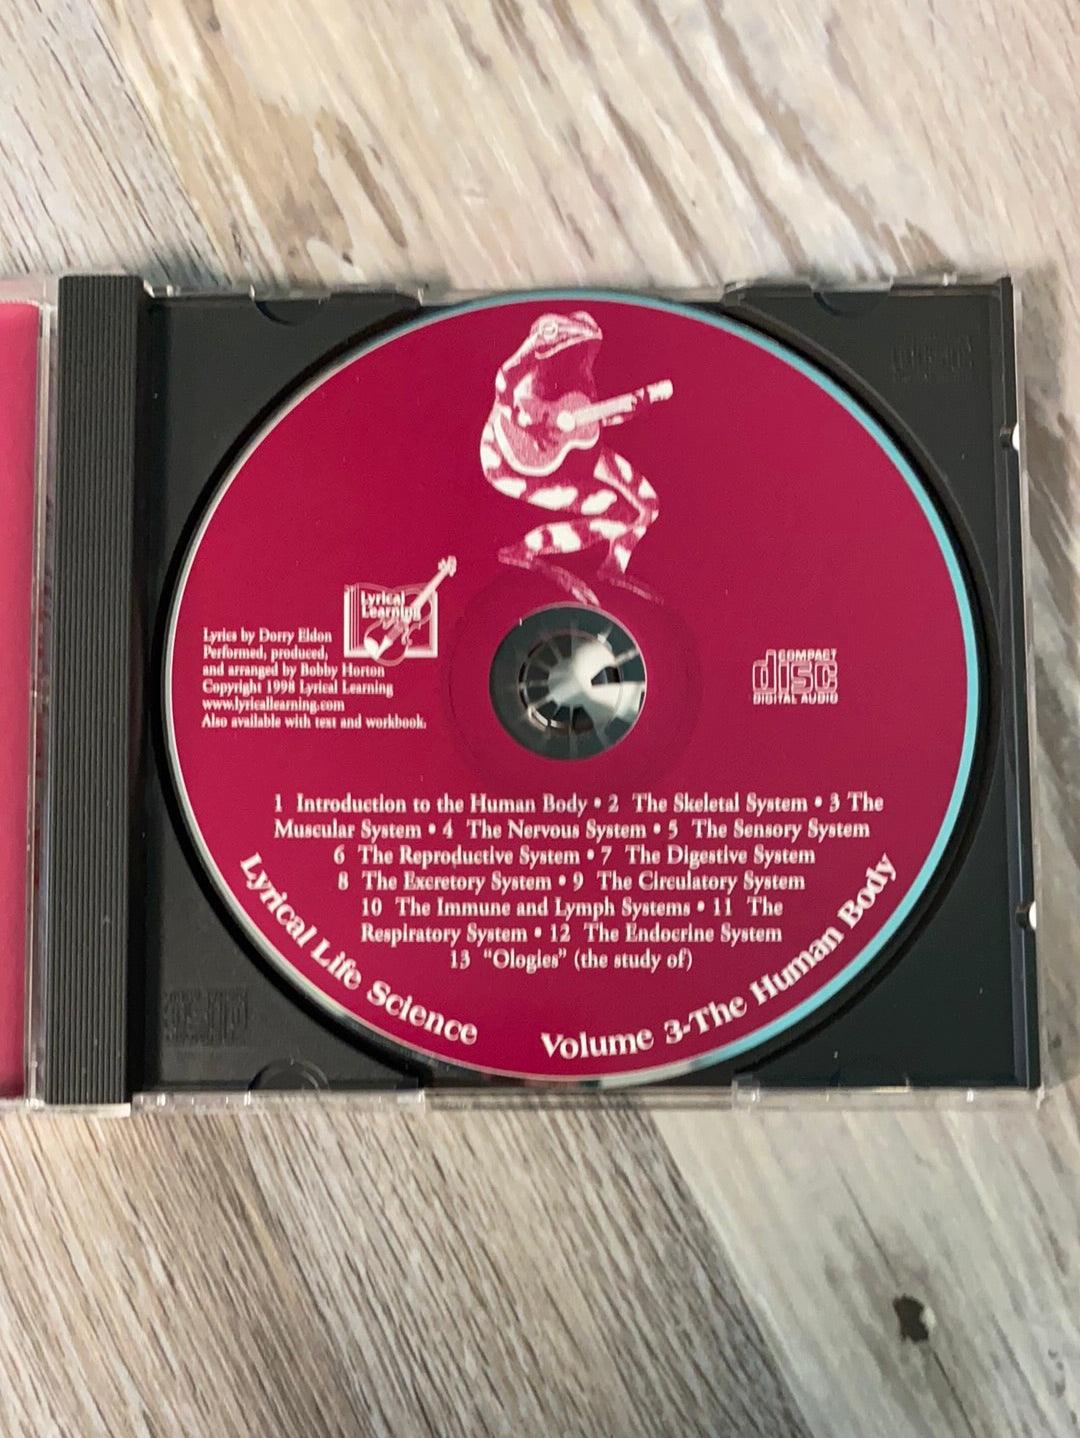 Lyrical
Learning
Lyrics by Dorry Eldon
Performed, produced,
and arranged by Bobby Horton
Copyright 1998 Lyrical Learning
www.lyricallearning.com
Also available with text and workbook.
COMPACT
disc
DIGITAL AUDIO
1 Introduction to the Human Body • 2 The Skeletal System • 3 The
Muscular System • 4 The Nervous System • 5 The Sensory System
6 The Reproductive System • 7 The Digestive System
8 The Excretory System • 9 The Circulatory System
10 The Immune and Lymph Systems • 11 The
Respiratory System • 12 The Endocrine System
13 "Ologies" (the study of)
Lyrical Life Science Volume 3-The Human Body